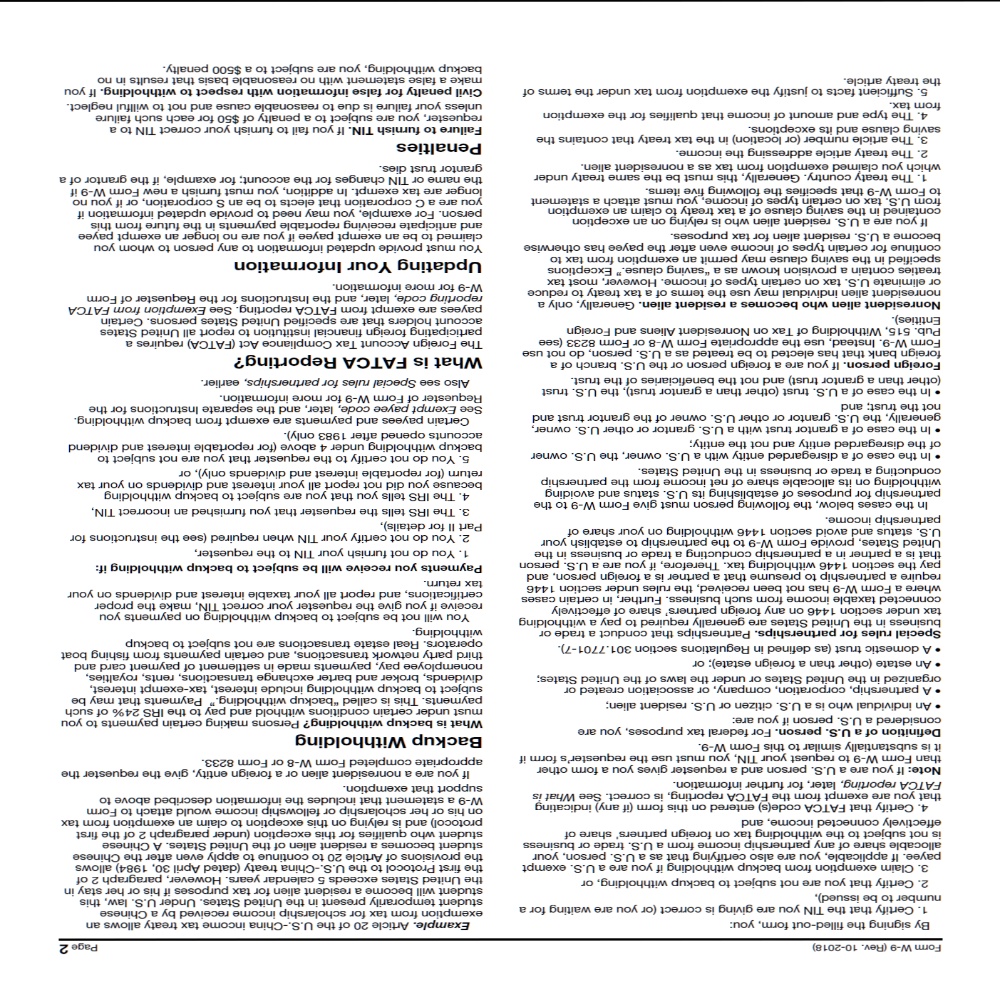 Form W-9 (Rev. 10-2018)
Page 2
By signing the filled-out form, you:
1. Certify that the TIN you are giving is correct (or you are waiting for a
number to be issued),
2. Certify that you are not subject to backup withholding, or
3. Claim exemption from backup withholding if you are a U.S. exempt
payee. If applicable, you are also certifying that as a U.S. person, your
allocable share of any partnership income from a U.S. trade or business
is not subject to the withholding tax on foreign partners' share of
effectively connected income, and
4. Certify that FATCA code(s) entered on this form (if any) indicating
that you are exempt from the FATCA reporting, is correct. See What is
FATCA reporting, later, for further information.
Note: If you are a U.S. person and a requester gives you a form other
than Form W-9 to request your TIN, you must use the requester's form if
it is substantially similar to this Form W-9.
Definition of a U.S. person. For federal tax purposes, you are
considered a U.S. person if you are:
• An individual who is a U.S. citizen or U.S. resident alien;
• A partnership, corporation, company, or association created or
organized in the United States or under the laws of the United States;
• An estate (other than a foreign estate); or
• A domestic trust (as defined in Regulations section 301.7701-7).
Special rules for partnerships. Partnerships that conduct a trade or
business in the United States are generally required to pay a withholding
tax under section 1446 on any foreign partners' share of effectively
connected taxable income from such business. Further, in certain cases
where a Form W-9 has not been received, the rules under section 1446
require a partnership to presume that a partner is a foreign person, and
pay the section 1446 withholding tax. Therefore, if you are a U.S. person
that is a partner in a partnership conducting a trade or business in the
United States, provide Form W-9 to the partnership to establish your
U.S. status and avoid section 1446 withholding on your share of
partnership income.
In the cases below, the following person must give Form W-9 to the
partnership for purposes of establishing its U.S. status and avoiding
withholding on its allocable share of net income from the partnership
conducting a trade or business in the United States.
• In the case of a disregarded entity with a U.S. owner, the U.S. owner
of the disregarded entity and not the entity;
• In the case of a grantor trust with a U.S. grantor or other U.S. owner,
generally, the U.S. grantor or other U.S. owner of the grantor trust and
not the trust; and
• In the case of a U.S. trust (other than a grantor trust), the U.S. trust
(other than a grantor trust) and not the beneficiaries of the trust.
Foreign person. If you are a foreign person or the U.S. branch of a
foreign bank that has elected to be treated as a U.S. person, do not use
Form W-9. Instead, use the appropriate Form W-8 or Form 8233 (see
Pub. 515, Withholding of Tax on Nonresident Aliens and Foreign
Entities).
Nonresident alien who becomes a resident alien. Generally, only a
nonresident alien individual may use the terms of a tax treaty to reduce
or eliminate U.S. tax on certain types of income. However, most tax
treaties contain a provision known as a "saving clause." Exceptions
specified in the saving clause may permit an exemption from tax to
continue for certain types of income even after the payee has otherwise
become a U.S. resident alien for tax purposes.
If you are a U.S. resident alien who is relying on an exception
contained in the saving clause of a tax treaty to claim an exemption
from U.S. tax on certain types of income, you must attach a statement
to Form W-9 that specifies the following five items.
1. The treaty country. Generally, this must be the same treaty under
which you claimed exemption from tax as a nonresident alien.
2. The treaty article addressing the income.
3. The article number (or location) in the tax treaty that contains the
saving clause and its exceptions.
4. The type and amount of income that qualifies for the exemption
from tax.
5. Sufficient facts to justify the exemption from tax under the terms of
the treaty article.
Example. Article 20 of the U.S.-China income tax treaty allows an
exemption from tax for scholarship income received by a Chinese
student temporarily present in the United States. Under U.S. law, this
student will become a resident alien for tax purposes if his or her stay in
the United States exceeds 5 calendar years. However, paragraph 2 of
the first Protocol to the U.S.-China treaty (dated April 30, 1984) allows
the provisions of Article 20 to continue to apply even after the Chinese
student becomes a resident alien of the United States. A Chinese
student who qualifies for this exception (under paragraph 2 of the first
protocol) and is relying on this exception to claim an exemption from tax
on his or her scholarship or fellowship income would attach to Form
W-9 a statement that includes the information described above to
support that exemption.
If you are a nonresident alien or a foreign entity, give the requester the
appropriate completed Form W-8 or Form 8233.
Backup Withholding
What is backup withholding? Persons making certain payments to you
must under certain conditions withhold and pay to the IRS 24% of such
payments. This is called "backup withholding." Payments that may be
subject to backup withholding include interest, tax-exempt interest,
dividends, broker and barter exchange transactions, rents, royalties,
nonemployee pay, payments made in settlement of payment card and
third party network transactions, and certain payments from fishing boat
operators. Real estate transactions are not subject to backup
withholding.
You will not be subject to backup withholding on payments you
receive if you give the requester your correct TIN, make the proper
certifications, and report all your taxable interest and dividends on your
tax return.
Payments you receive will be subject to backup withholding if:
1. You do not furnish your TIN to the requester,
2. You do not certify your TIN when required (see the instructions for
Part II for details),
3. The IRS tells the requester that you furnished an incorrect TIN,
4. The IRS tells you that you are subject to backup withholding
because you did not report all your interest and dividends on your tax
return (for reportable interest and dividends only), or
5. You do not certify to the requester that you are not subject to
backup withholding under 4 above (for reportable interest and dividend
accounts opened after 1983 only).
Certain payees and payments are exempt from backup withholding.
See Exempt payee code, later, and the separate Instructions for the
Requester of Form W-9 for more information.
Also see Special rules for partnerships, earlier.
What is FATCA Reporting?
The Foreign Account Tax Compliance Act (FATCA) requires a
participating foreign financial institution to report all United States
account holders that are specified United States persons. Certain
payees are exempt from FATCA reporting. See Exemption from FATCA
reporting code, later, and the Instructions for the Requester of Form
W-9 for more information.
Updating Your Information
You must provide updated information to any person to whom you
claimed to be an exempt payee if you are no longer an exempt payee
and anticipate receiving reportable payments in the future from this
person. For example, you may need to provide updated information if
you are a C corporation that elects to be an S corporation, or if you no
longer are tax exempt. In addition, you must furnish a new Form W-9 if
the name or TIN changes for the account; for example, if the grantor of a
grantor trust dies.
Penalties
Failure to furnish TIN. If you fail to furnish your correct TIN to a
requester, you are subject to a penalty of $50 for each such failure
unless your failure is due to reasonable cause and not to willful neglect.
Civil penalty for false information with respect to withholding. If you
make a false statement with no reasonable basis that results in no
backup withholding, you are subject to a $500 penalty.